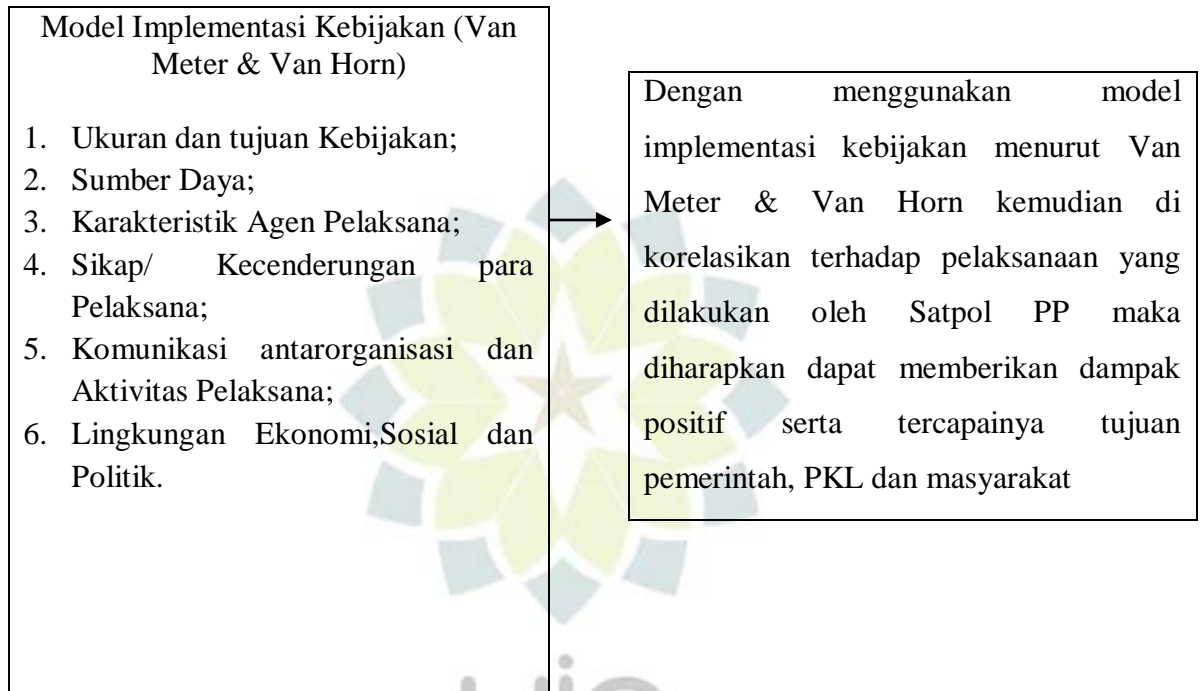 Model Implementasi Kebijakan (Van
Meter & Van Horn)
1. Ukuran dan tujuan Kebijakan;
2. Sumber Daya;
3. Karakteristik Agen Pelaksana;
4. Sikap/ Kecenderungan para
Pelaksana;
5. Komunikasi antarorganisasi dan
Aktivitas Pelaksana;
6. Lingkungan Ekonomi,Sosial dan
Politik.
Dengan menggunakan model
implementasi kebijakan menurut Van
Meter & Van Horn kemudian di
korelasikan terhadap pelaksanaan yang
dilakukan oleh Satpol PP maka
diharapkan dapat memberikan dampak
positif serta tercapainya tujuan
pemerintah, PKL dan masyarakat